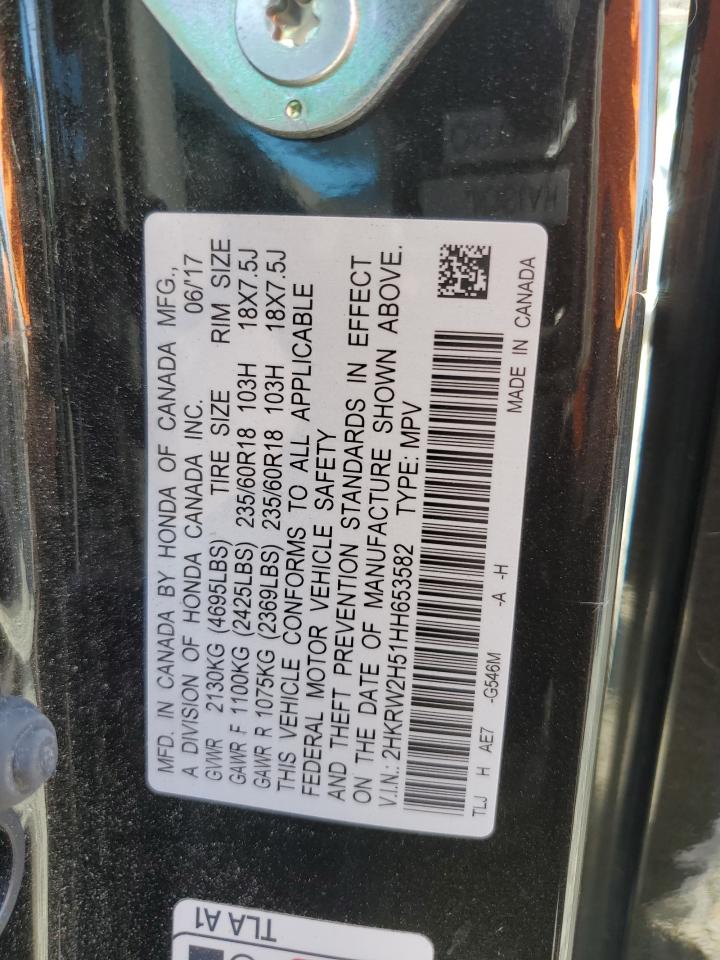 MFD. IN CANADA BY HONDA OF CANADA MFG.,
A DIVISION OF HONDA CANADA INC. 06/'17
GVWR 2130KG (4695LBS) TIRE SIZE RIM SIZE
GAWR F 1100KG (2425LBS) 235/60R18 103H 18X7.5J
GAWR R 1075KG (2369LBS) 235/60R18 103H 18X7.5J
THIS VEHICLE CONFORMS TO ALL APPLICABLE
FEDERAL MOTOR VEHICLE SAFETY
AND THEFT PREVENTION STANDARDS IN EFFECT
ON THE DATE OF MANUFACTURE SHOWN ABOVE.
V.I.N.: 2HKRW2H51HH653582 TYPE: MPV
TLJ H AE7 -G546M -A -H
MADE IN CANADA
TLA A1